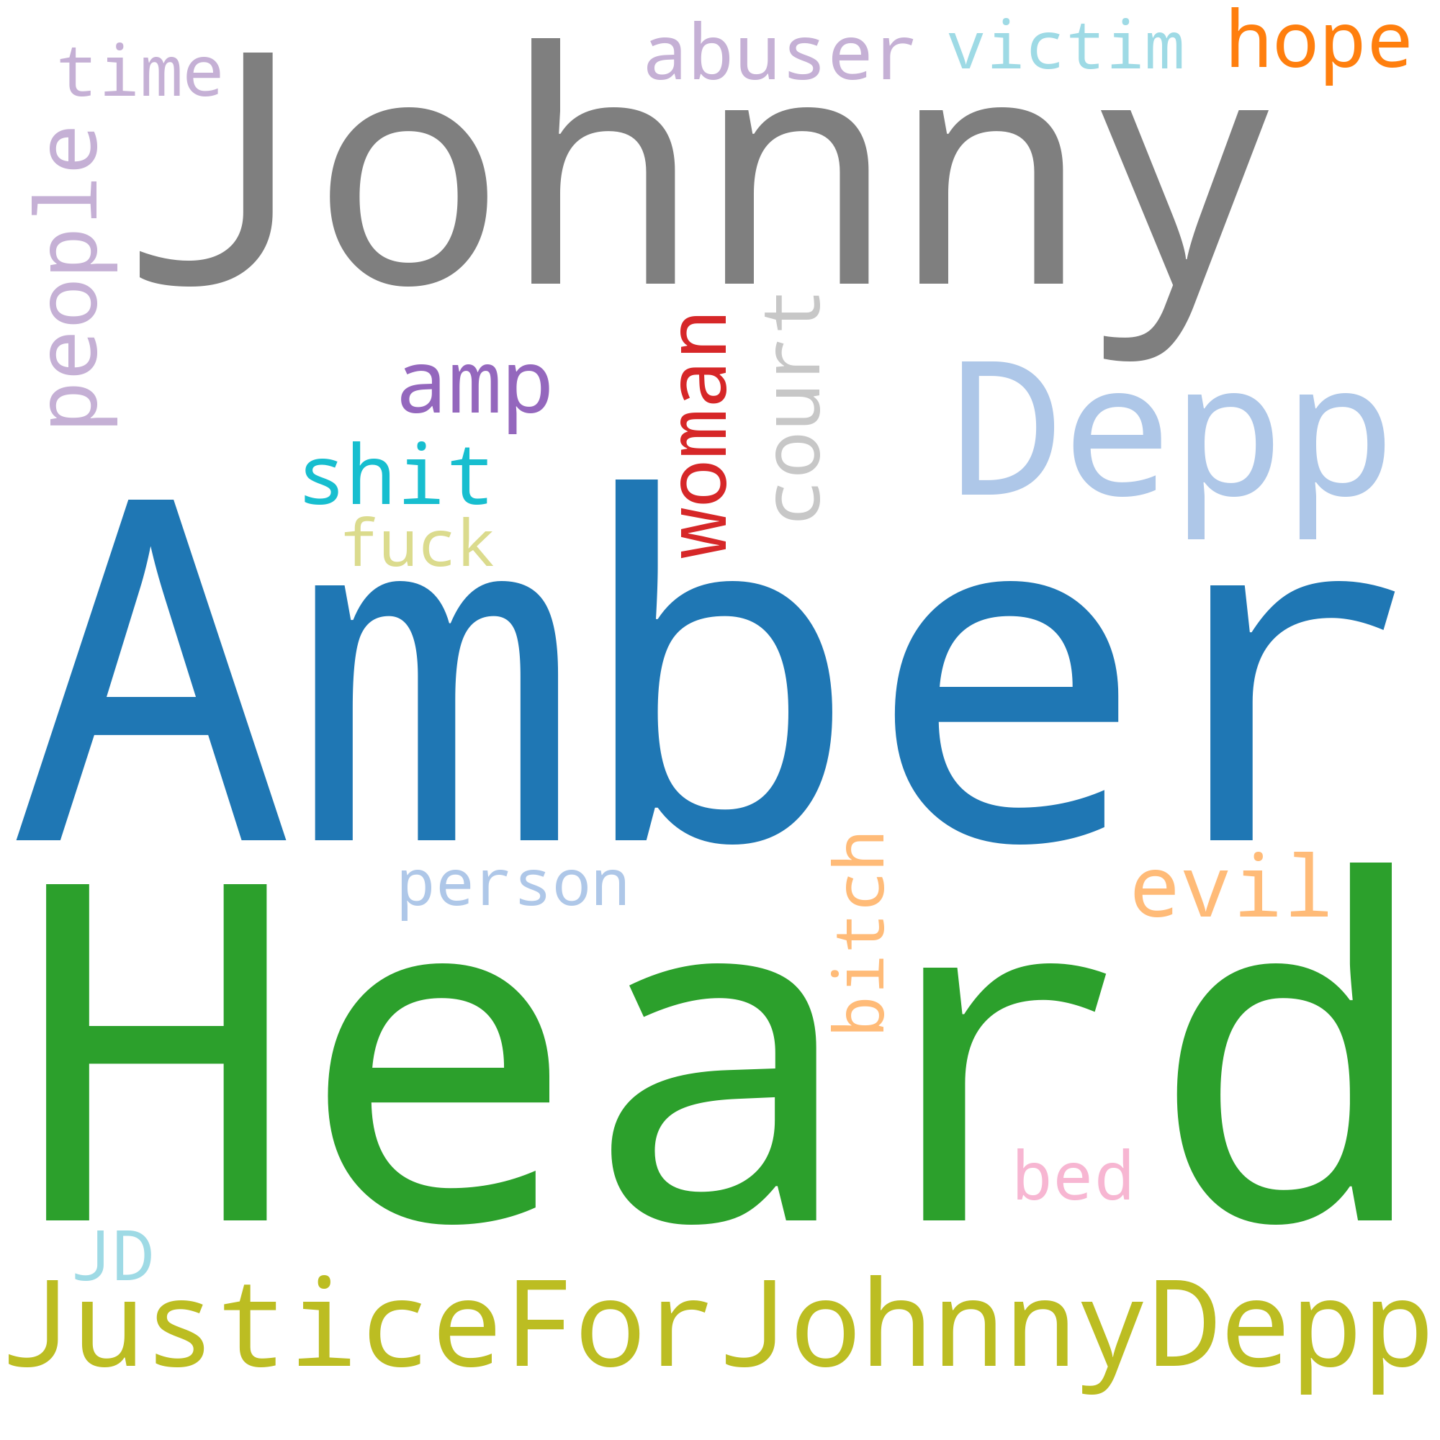 time
abuser
victim
hope
Johnny
people
woman
court
amp
Depp
shit
fuck
Amber
person
bitch
evil
Heard
bed
JD
JusticeForJohnnyDepp